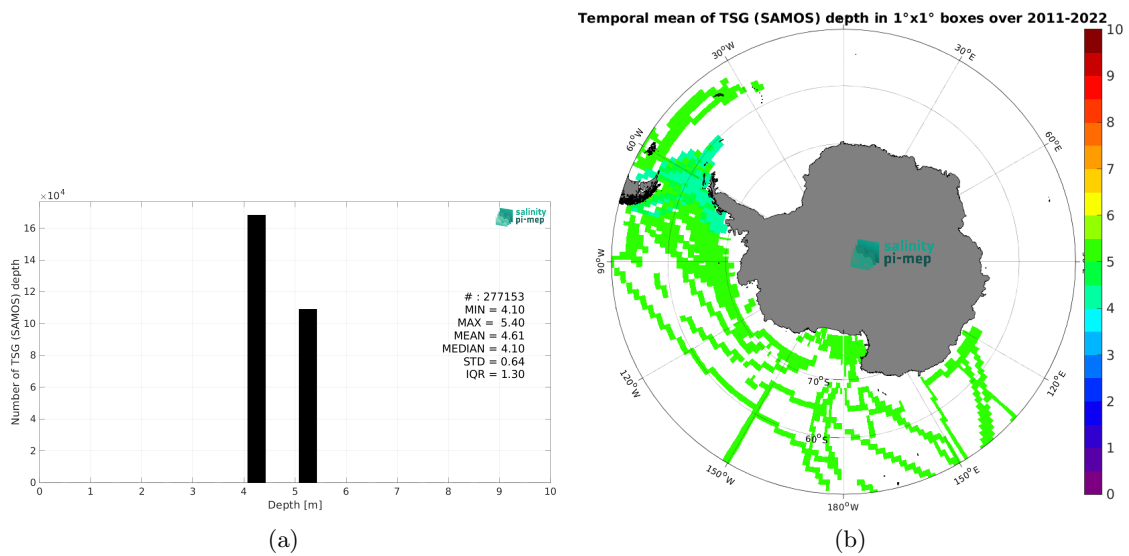 Temporal mean of TSG (SAMOS) depth in 1°x1° boxes over 2011-2022
×10⁴
Number of TSG (SAMOS) depth
16
14
12
10
8
6
4
2
0
salinity
pi-mep
# : 277153
MIN = 4.10
MAX = 5.40
MEAN = 4.61
MEDIAN = 4.10
STD = 0.64
IQR = 1.30
0 1 2 3 4 5 6 7 8 9 10
Depth [m]
(a)
30°W
30°E
60°W
60°E
90°W
salinity
pi-mep
120°W
120°E
70°S
60°S
150°W
150°E
180°W
10
9
8
7
6
5
4
3
2
1
0
(b)